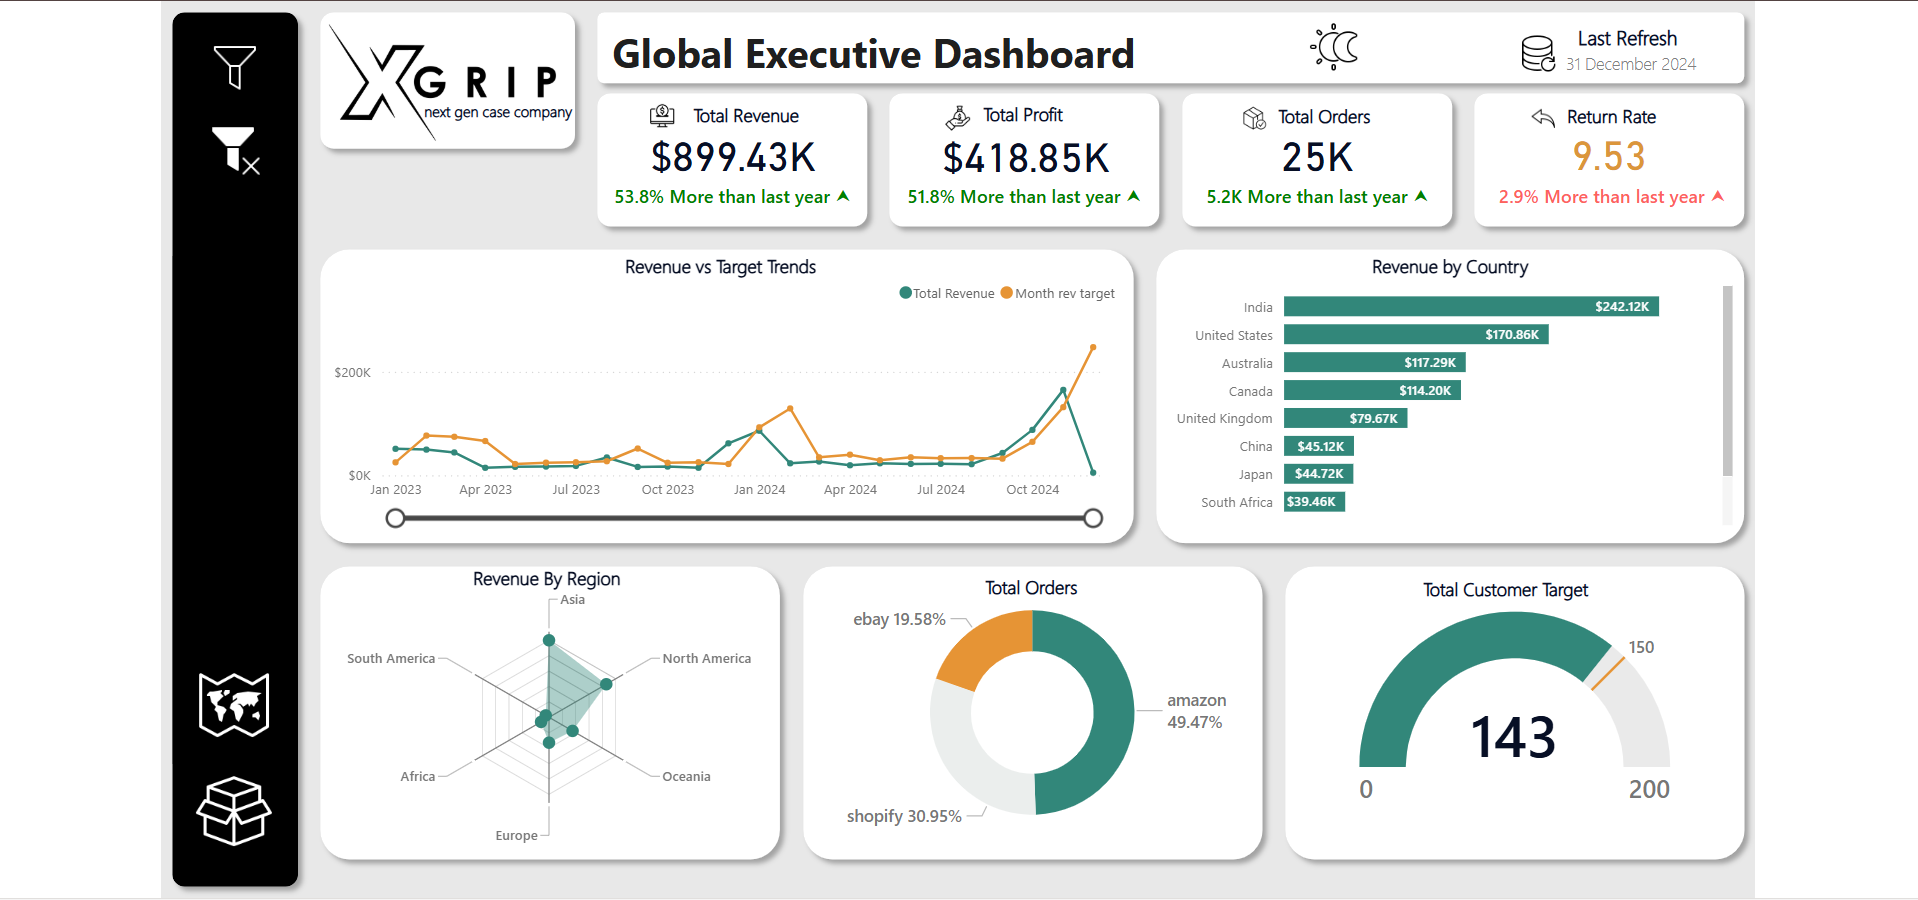 XGRIP
next gen case company
Global Executive Dashboard
Last Refresh
31 December 2024
Total Revenue
$899.43K
53.8% More than last year
Total Profit
$418.85K
51.8% More than last year
Total Orders
25K
5.2K More than last year
Return Rate
9.53
2.9% More than last year
Revenue vs Target Trends
Total Revenue Month rev target
$200K
$0K
Jan 2023 Apr 2023 Jul 2023 Oct 2023 Jan 2024 Apr 2024 Jul 2024 Oct 2024
Revenue by Country
India $242.12K
United States $170.86K
Australia $117.29K
Canada $114.20K
United Kingdom $79.67K
China $45.12K
Japan $44.72K
South Africa $39.46K
Revenue By Region
Asia
South America North America
Africa Oceania
Europe
Total Orders
ebay 19.58%
amazon
49.47%
shopify 30.95%
Total Customer Target
150
143
0 200